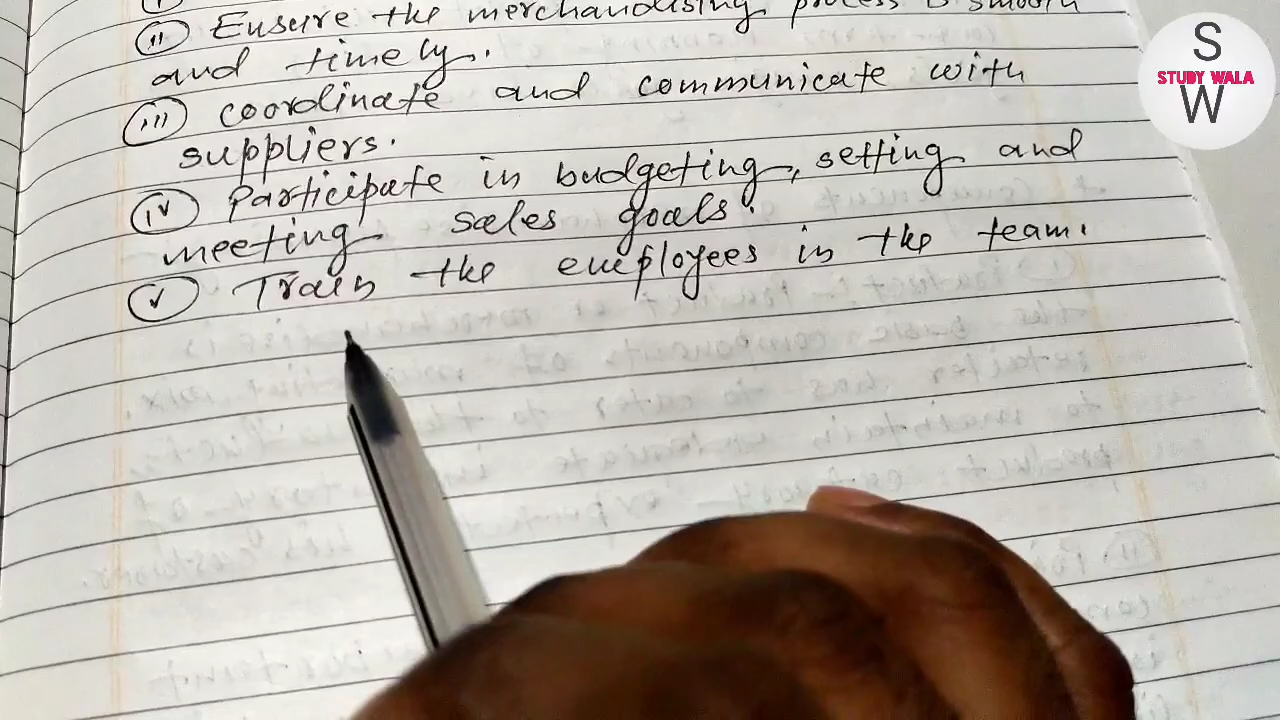 (ii) Ensure the merchandising process is smooth
and timely.
(iii) coordinate and communicate with
suppliers.
(iv) Participate in budgeting, setting and
meeting sales goals.
(v) Train the employees in the team.
S
STUDY WALA
W